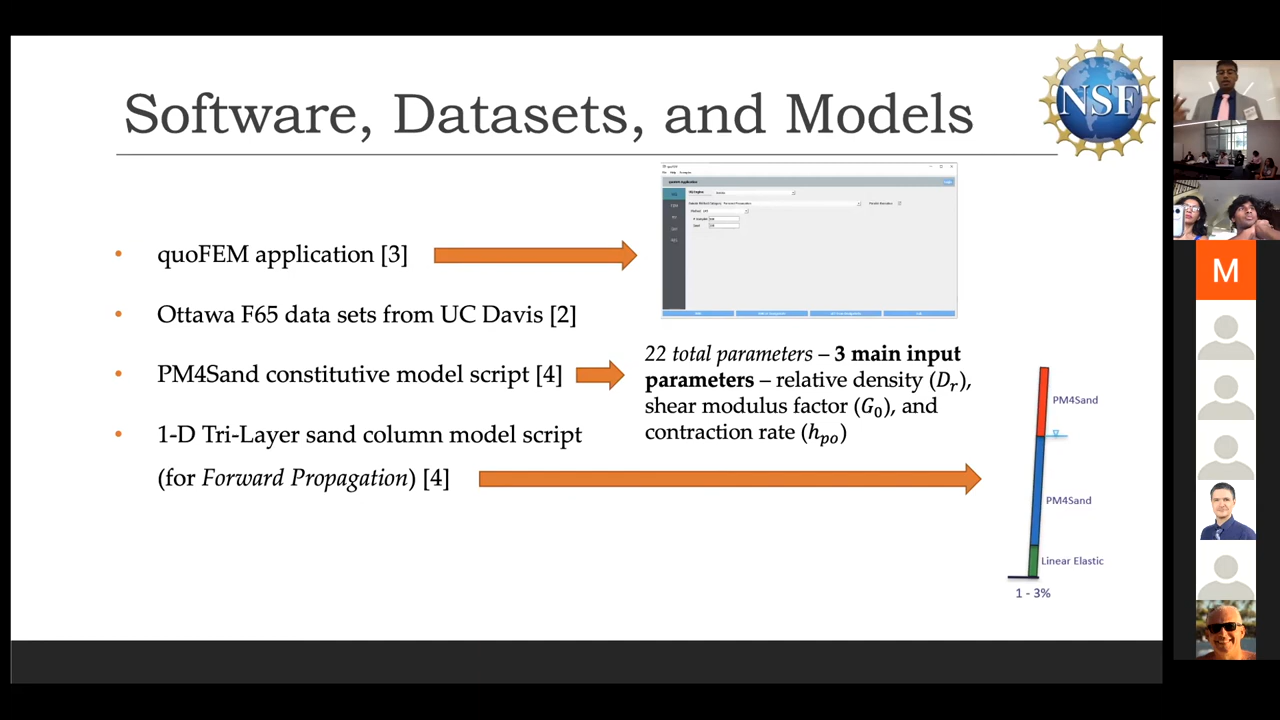 Software, Datasets, and Models
NSF
• quoFEM application [3]
• Ottawa F65 data sets from UC Davis [2]
• PM4Sand constitutive model script [4]
• 1-D Tri-Layer sand column model script
(for Forward Propagation) [4]
22 total parameters – 3 main input
parameters – relative density (Dᵣ),
shear modulus factor (G₀), and
contraction rate (hₚₒ)
PM4Sand
PM4Sand
Linear Elastic
1 - 3%
M